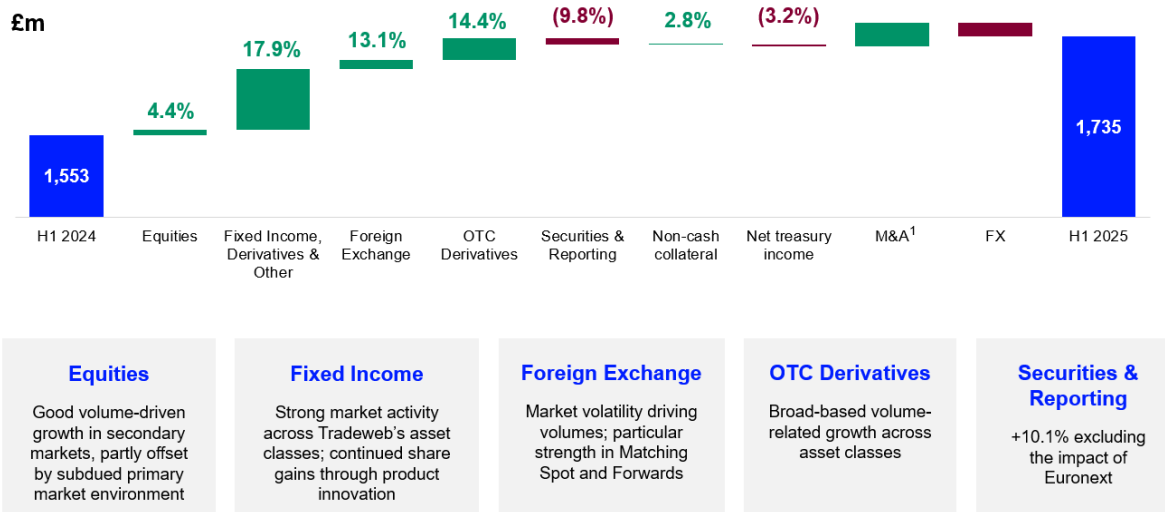 £m
4.4%
17.9%
13.1%
14.4%
(9.8%)
2.8%
(3.2%)
1,553
1,735
H1 2024
Equities
Fixed Income,
Derivatives &
Other
Foreign
Exchange
OTC
Derivatives
Securities &
Reporting
Non-cash
collateral
Net treasury
income
M&A1
FX
H1 2025
Equities
Good volume-driven
growth in secondary
markets, partly offset
by subdued primary
market environment
Fixed Income
Strong market activity
across Tradeweb’s asset
classes; continued share
gains through product
innovation
Foreign Exchange
Market volatility driving
volumes; particular
strength in Matching
Spot and Forwards
OTC Derivatives
Broad-based volume-
related growth across
asset classes
Securities &
Reporting
+10.1% excluding
the impact of
Euronext